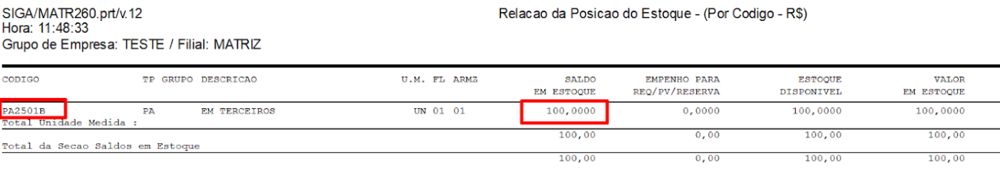 SIGA/MATR260.prt/v.12 Relacao da Posicao do Estoque - (Por Codigo - R$)
Hora: 11:48:33
Grupo de Empresa: TESTE / Filial: MATRIZ
CODIGO TP GRUPO DESCRICAO U.M. FL ARMZ SALDO EMPENHO PARA ESTOQUE VALOR
EM ESTOQUE REQ/PV/RESERVA DISPONIVEL EM ESTOQUE
PA2501B PA EM TERCEIROS UN 01 01 100,0000 0,0000 100,0000 100,0000
Total Unidade Medida :
100,00 0,00 100,00 100,00
Total da Secao Saldos em Estoque
100,00 0,00 100,00 100,00